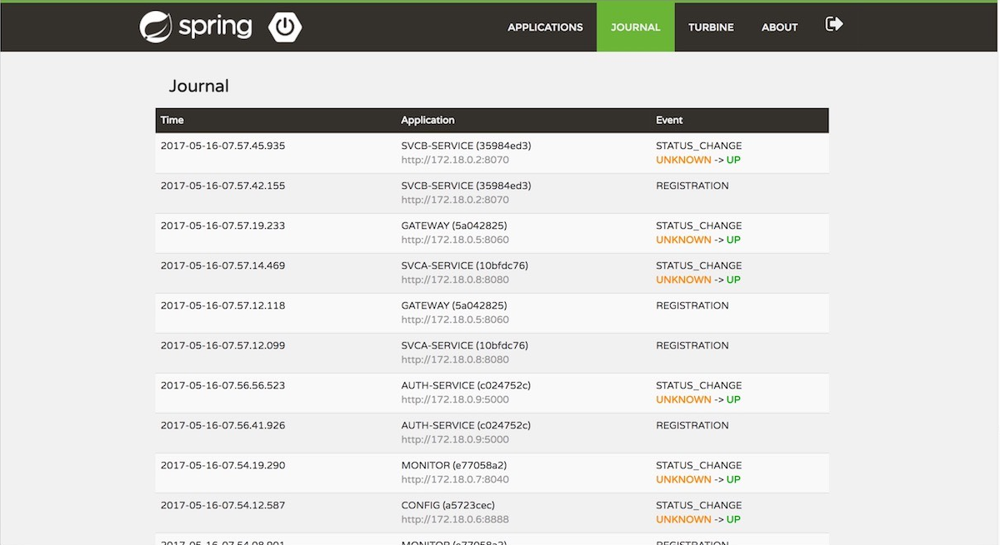 spring APPLICATIONS JOURNAL TURBINE ABOUT
Journal
Time Application Event
2017-05-16-07.57.45.935 SVCB-SERVICE (35984ed3) STATUS_CHANGE
http://172.18.0.2:8070 UNKNOWN -> UP
2017-05-16-07.57.42.155 SVCB-SERVICE (35984ed3) REGISTRATION
http://172.18.0.2:8070
2017-05-16-07.57.19.233 GATEWAY (5a042825) STATUS_CHANGE
http://172.18.0.5:8060 UNKNOWN -> UP
2017-05-16-07.57.14.469 SVCA-SERVICE (10bfdc76) STATUS_CHANGE
http://172.18.0.8:8080 UNKNOWN -> UP
2017-05-16-07.57.12.118 GATEWAY (5a042825) REGISTRATION
http://172.18.0.5:8060
2017-05-16-07.57.12.099 SVCA-SERVICE (10bfdc76) REGISTRATION
http://172.18.0.8:8080
2017-05-16-07.56.56.523 AUTH-SERVICE (c024752c) STATUS_CHANGE
http://172.18.0.9:5000 UNKNOWN -> UP
2017-05-16-07.56.41.926 AUTH-SERVICE (c024752c) REGISTRATION
http://172.18.0.9:5000
2017-05-16-07.54.19.290 MONITOR (e77058a2) STATUS_CHANGE
http://172.18.0.7:8040 UNKNOWN -> UP
2017-05-16-07.54.12.587 CONFIG (a5723cec) STATUS_CHANGE
http://172.18.0.6:8888 UNKNOWN -> UP
2017-05-16-07.54.08.901 MONITOR (e77058a2) REGISTRATION